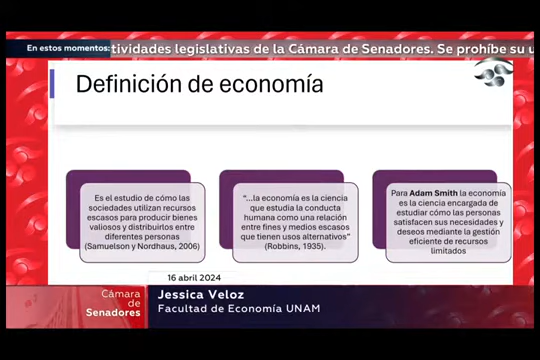 En estos momentos: tividades legislativas de la Cámara de Senadores. Se prohíbe su u
Definición de economía
Es el estudio de cómo las
sociedades utilizan recursos
escasos para producir bienes
valiosos y distribuirlos entre
diferentes personas
(Samuelson y Nordhaus, 2006)
“...la economía es la ciencia
que estudia la conducta
humana como una relación
entre fines y medios escasos
que tienen usos alternativos”
(Robbins, 1935).
Para Adam Smith la economía
es la ciencia encargada de
estudiar cómo las personas
satisfacen sus necesidades y
deseos mediante la gestión
eficiente de recursos
limitados
16 abril 2024
Cámara
de
Senadores
Jessica Veloz
Facultad de Economía UNAM